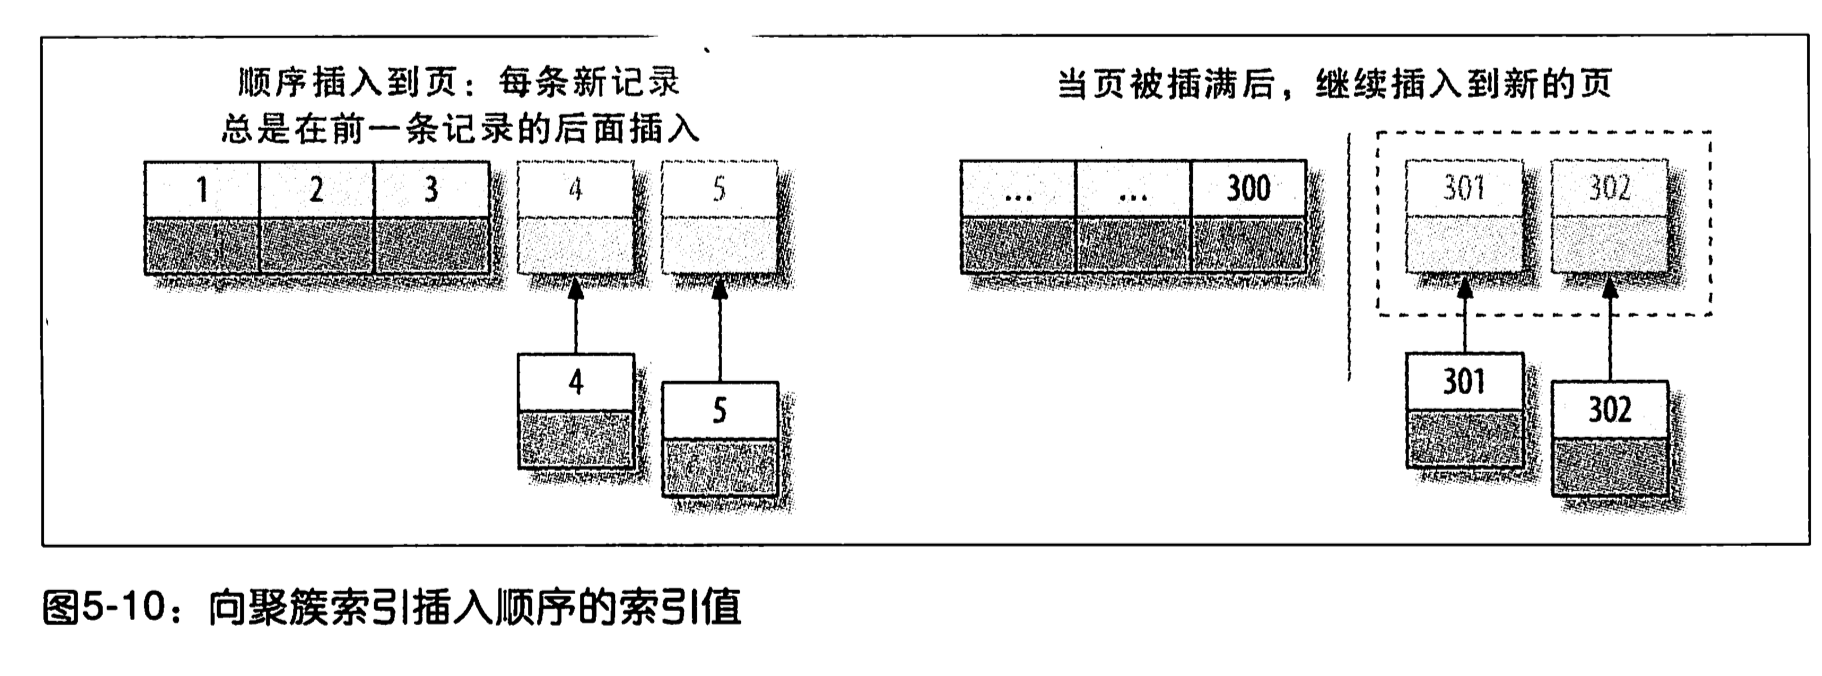 顺序插入到页：每条新记录
总是在前一条记录的后面插入
当页被插满后，继续插入到新的页
1 2 3 4 5
... ... 300 301 302
4
5
301
302
图5-10：向聚簇索引插入顺序的索引值